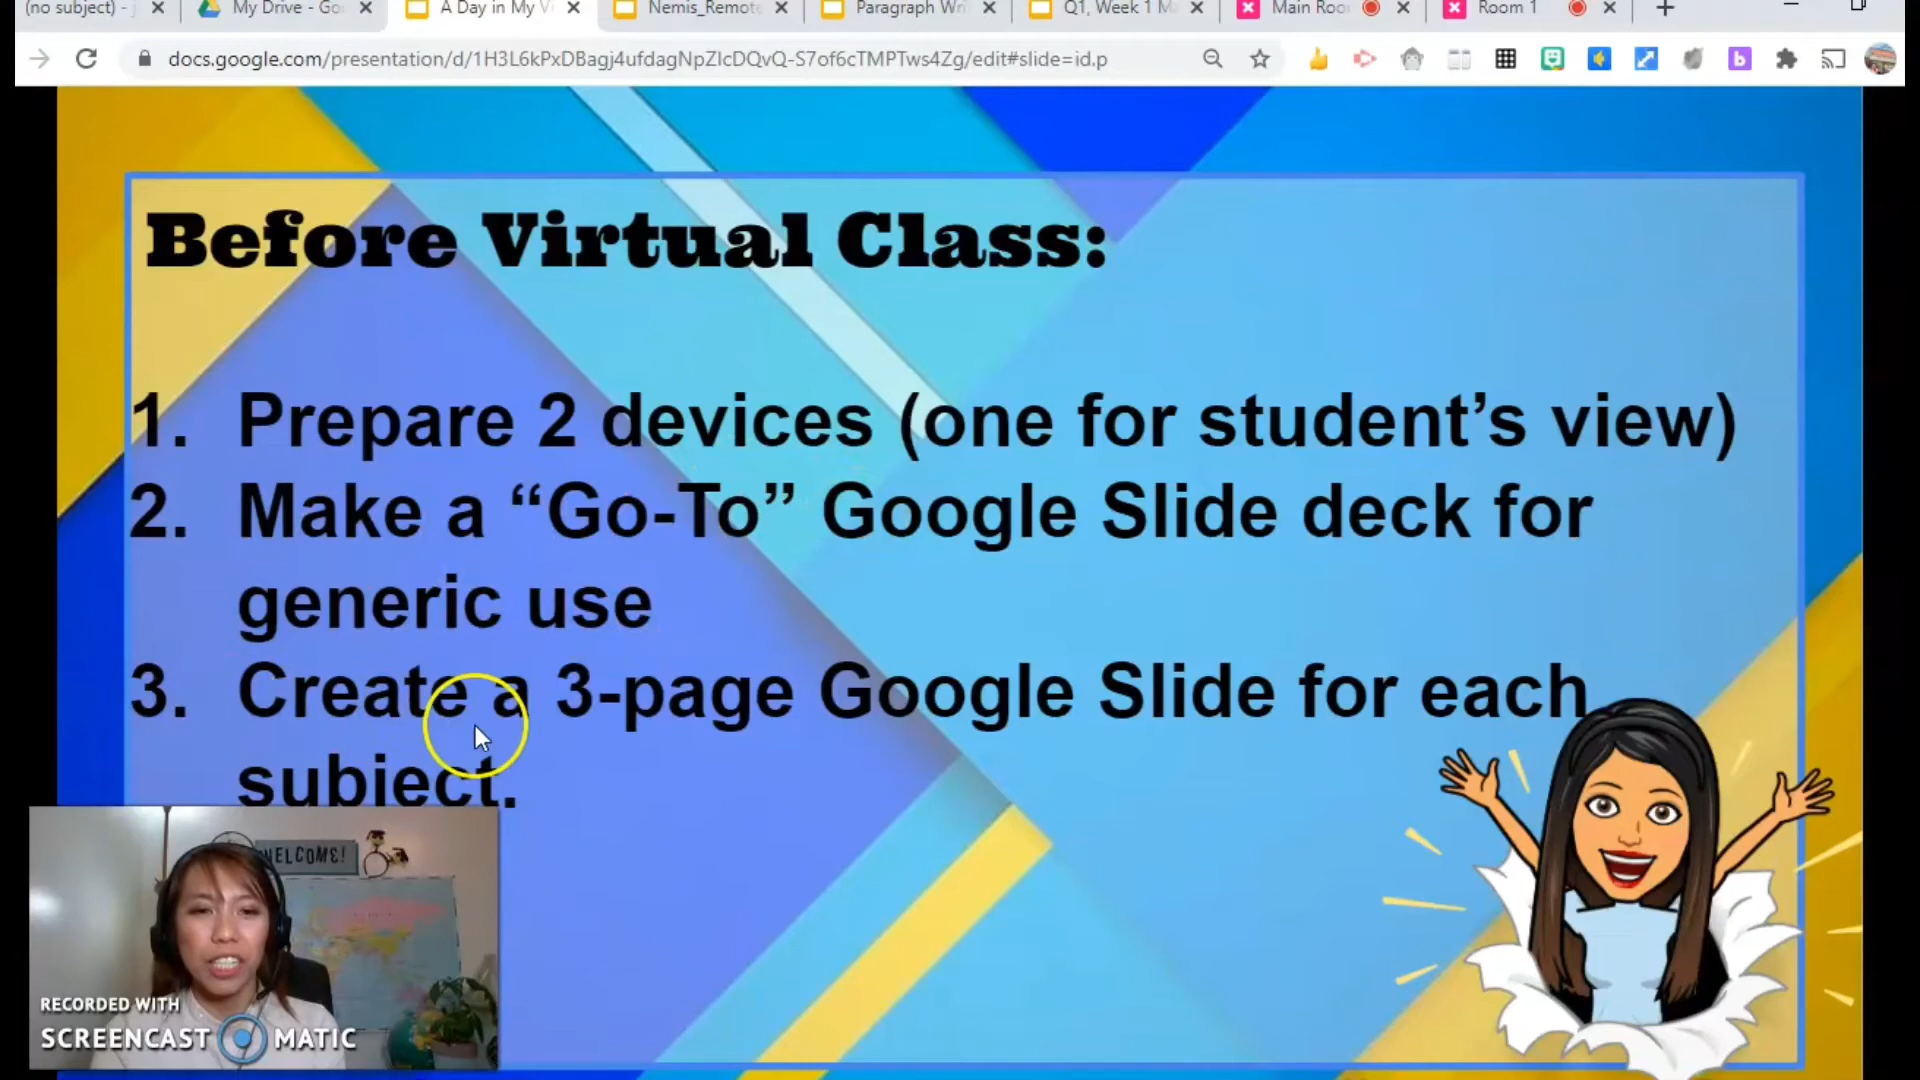 (no subject) - j
My Drive - Go
A Day in My V
Nemis_Remote
Paragraph Wri
Q1, Week 1 M
Main Roo
Room 1
docs.google.com/presentation/d/1H3L6kPxDBagj4ufdagNpZlcDQvQ-S7of6cTMPTws4Zg/edit#slide=id.p
Before Virtual Class:
1. Prepare 2 devices (one for student’s view)
2. Make a “Go-To” Google Slide deck for
generic use
3. Create a 3-page Google Slide for each
subject.
WELCOME!
RECORDED WITH
SCREENCAST MATIC